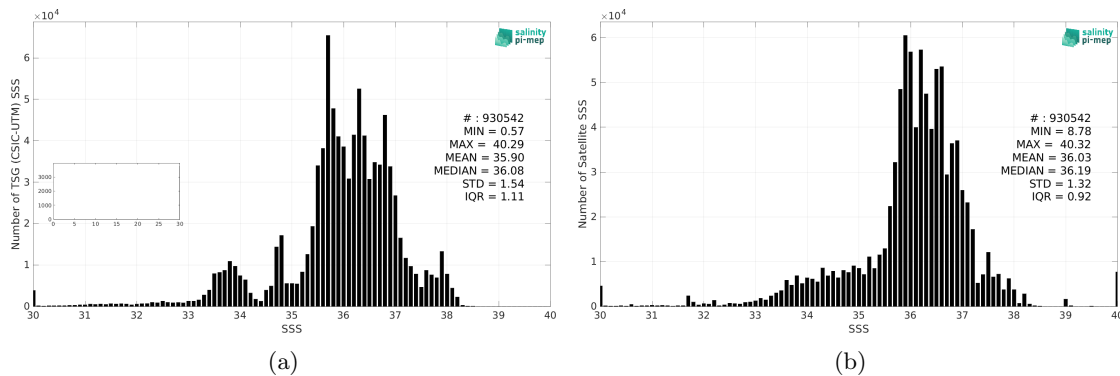 ×10⁴
salinity
pi-mep
6
5
4
3
2
1
0
Number of TSG (CSIC-UTM) SSS
# : 930542
MIN = 0.57
MAX = 40.29
MEAN = 35.90
MEDIAN = 36.08
STD = 1.54
IQR = 1.11
3000
2000
1000
0
0 5 10 15 20 25 30
30 31 32 33 34 35 36 37 38 39 40
SSS
(a)
×10⁴
salinity
pi-mep
6
5
4
3
2
1
0
Number of Satellite SSS
# : 930542
MIN = 8.78
MAX = 40.32
MEAN = 36.03
MEDIAN = 36.19
STD = 1.32
IQR = 0.92
30 31 32 33 34 35 36 37 38 39 40
SSS
(b)